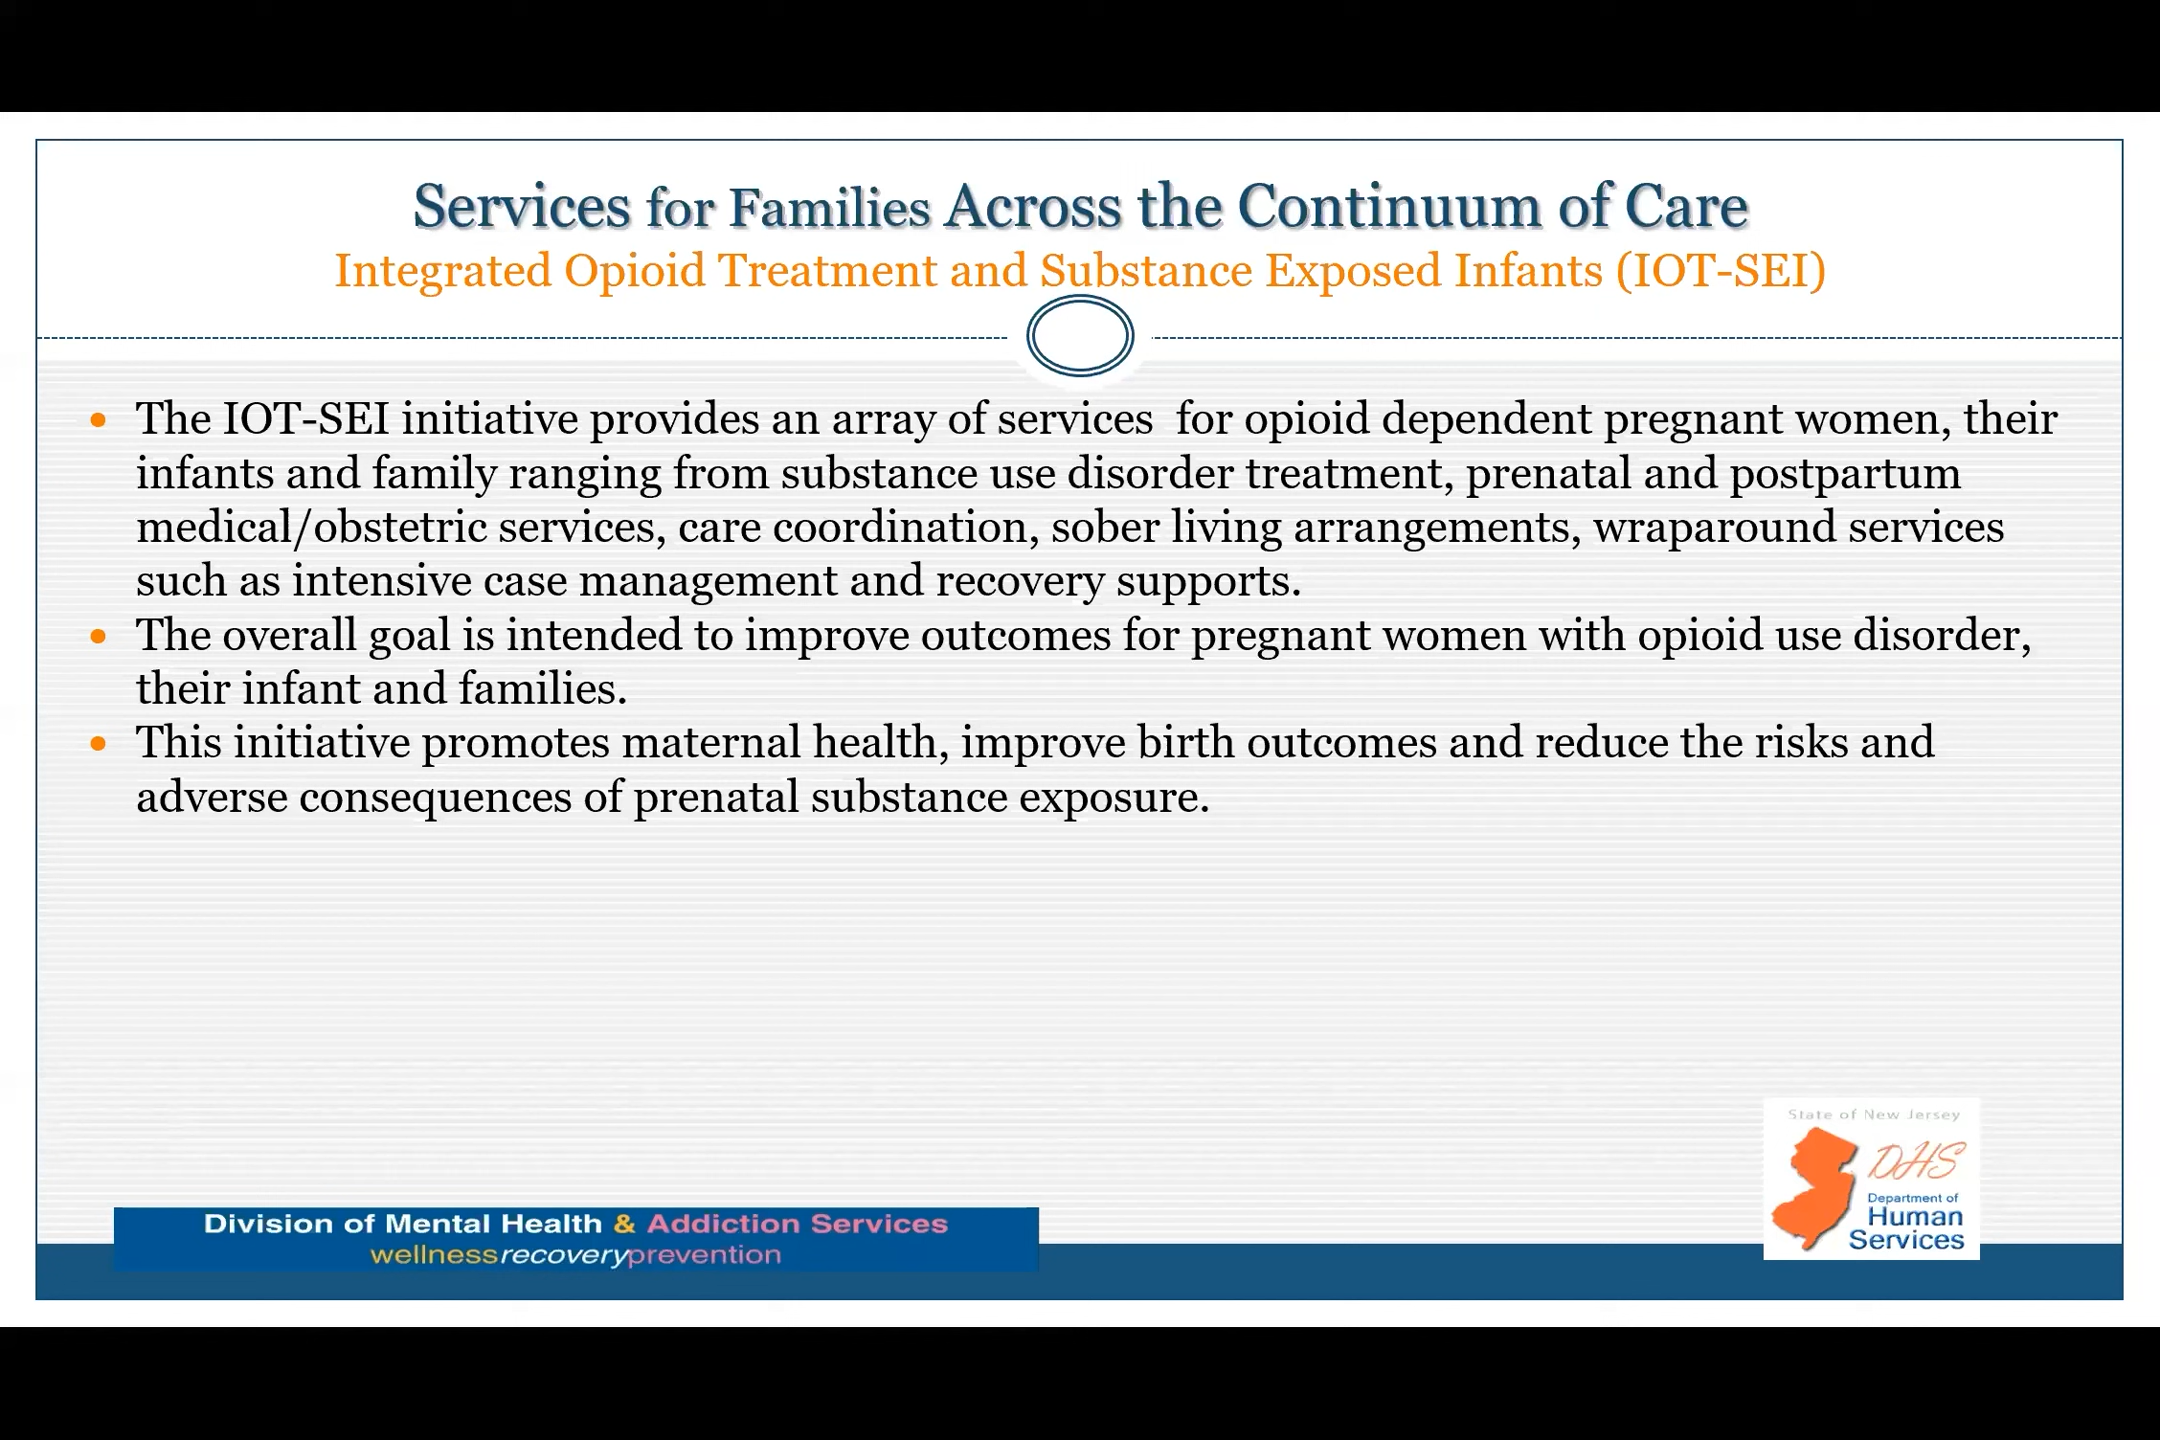 Services for Families Across the Continuum of Care
Integrated Opioid Treatment and Substance Exposed Infants (IOT-SEI)
• The IOT-SEI initiative provides an array of services  for opioid dependent pregnant women, their
infants and family ranging from substance use disorder treatment, prenatal and postpartum
medical/obstetric services, care coordination, sober living arrangements, wraparound services
such as intensive case management and recovery supports.
• The overall goal is intended to improve outcomes for pregnant women with opioid use disorder,
their infant and families.
• This initiative promotes maternal health, improve birth outcomes and reduce the risks and
adverse consequences of prenatal substance exposure.
State of New Jersey
DHS
Department of
Human
Services
Division of Mental Health & Addiction Services
wellnessrecoveryprevention